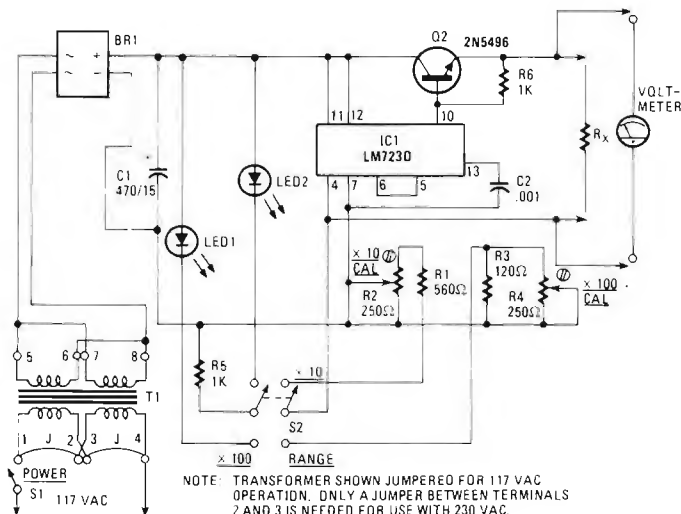 BR1
~ +
~ −
Q2
2N5496
R6
1K
VOLT-
METER
11 12 10
IC1
LM723D
13
4 7 6 5
RX
C1
470/15
LED2
C2
.001
LED1
× 10
CAL
R2
250Ω
R1
560Ω
R3
120Ω
R4
250Ω
× 100
CAL
5 6 7 8
R5
1K
× 10
T1
S2
1 J 2 3 J 4
× 100
RANGE
POWER
S1
117 VAC
NOTE: TRANSFORMER SHOWN JUMPERED FOR 117 VAC
OPERATION. ONLY A JUMPER BETWEEN TERMINALS
2 AND 3 IS NEEDED FOR USE WITH 230 VAC.